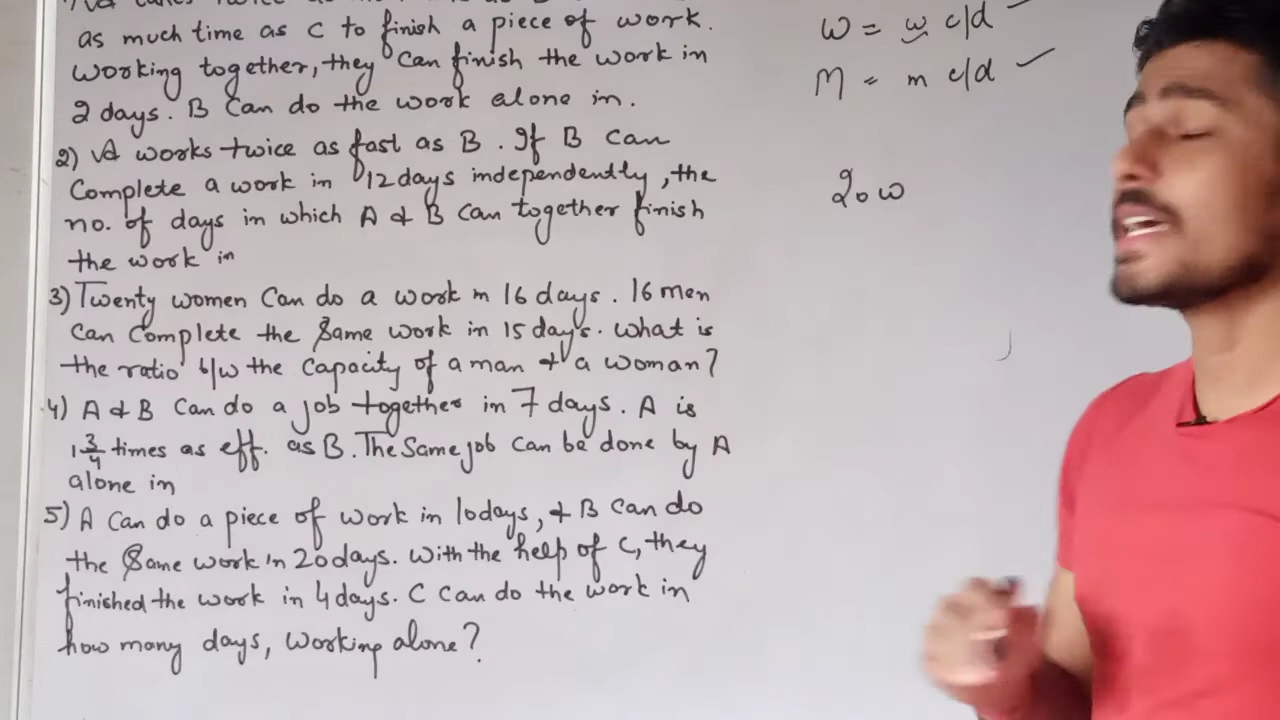 as much time as C to finish a piece of work.
working together, they can finish the work in
2 days. B can do the work alone in.
2) A works twice as fast as B. If B can
Complete a work in 12 days independently, the
no. of days in which A & B can together finish
the work in
3) Twenty women can do a work in 16 days. 16 men
can complete the same work in 15 days. what is
the ratio b/w the capacity of a man & a woman?
4) A & B can do a job together in 7 days. A is
1 3/4 times as eff. as B. The same job can be done by A
alone in
5) A can do a piece of work in 10 days, & B can do
the same work in 20 days. with the help of C, they
finished the work in 4 days. C can do the work in
how many days, working alone?
W = w c/d
M = m c/d
20w